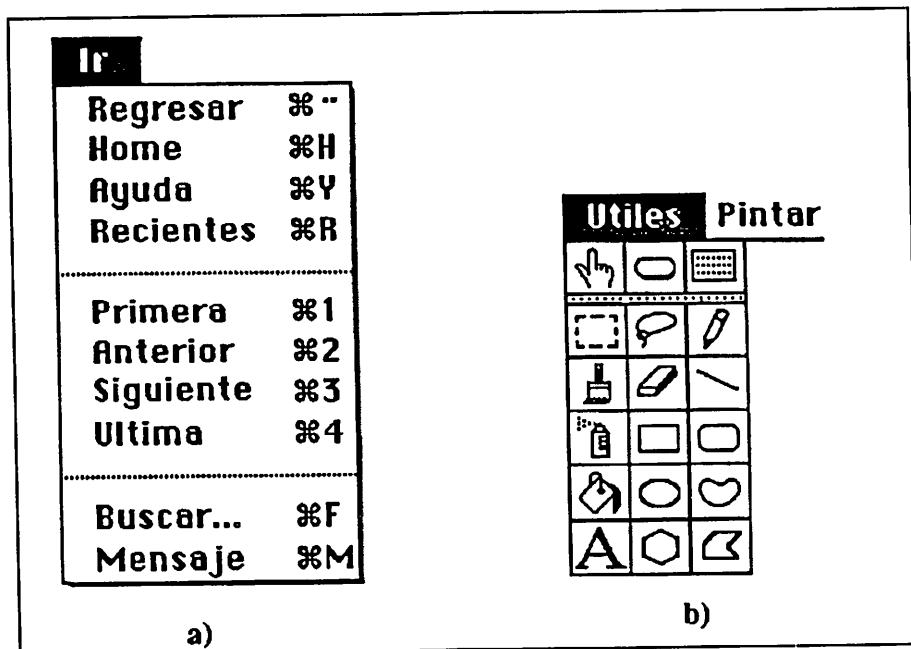 Ir
Regresar ⌘¨
Home ⌘H
Ayuda ⌘Y
Recientes ⌘R
Primera ⌘1
Anterior ⌘2
Siguiente ⌘3
Ultima ⌘4
Buscar... ⌘F
Mensaje ⌘M
a)
Utiles Pintar
A
b)